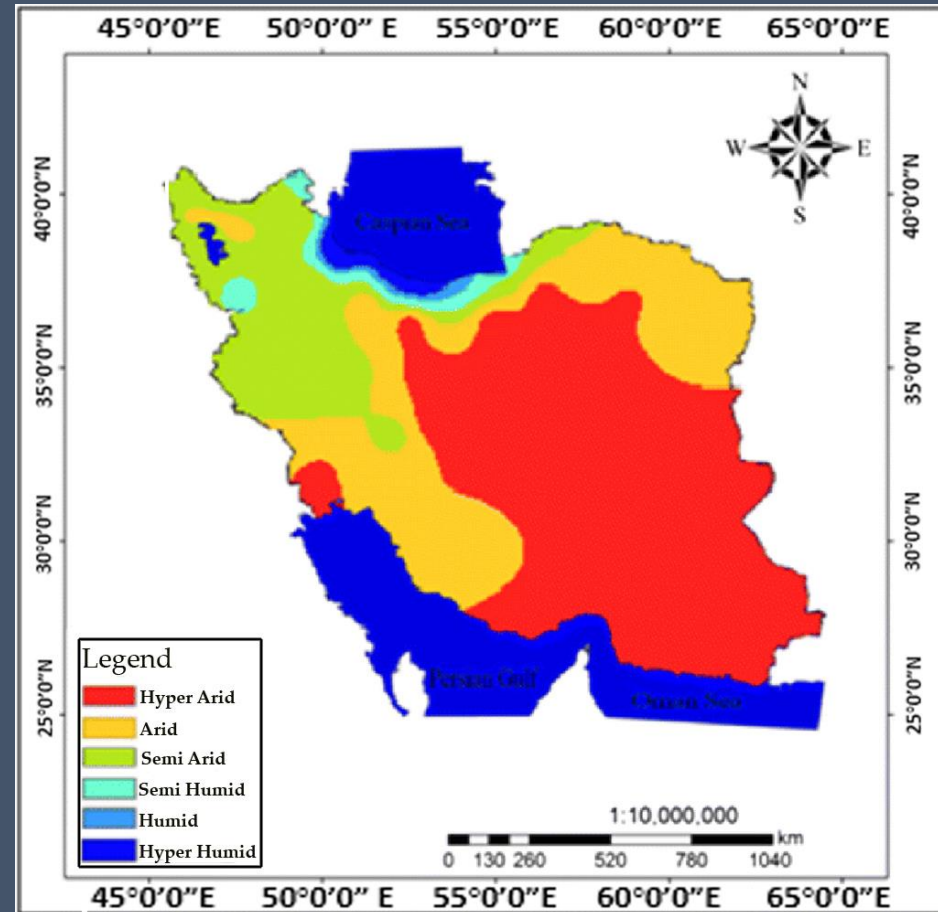 45°0'0"E 50°0'0"E 55°0'0"E 60°0'0"E 65°0'0"E
N
W E
S
40°0'0"N 40°0'0"N
Caspian Sea
35°0'0"N 35°0'0"N
30°0'0"N 30°0'0"N
25°0'0"N 25°0'0"N
Persian Gulf
Oman Sea
Legend
Hyper Arid
Arid
Semi Arid
Semi Humid
Humid
Hyper Humid
1:10,000,000
km
0 130 260 520 780 1040
45°0'0"E 50°0'0"E 55°0'0"E 60°0'0"E 65°0'0"E